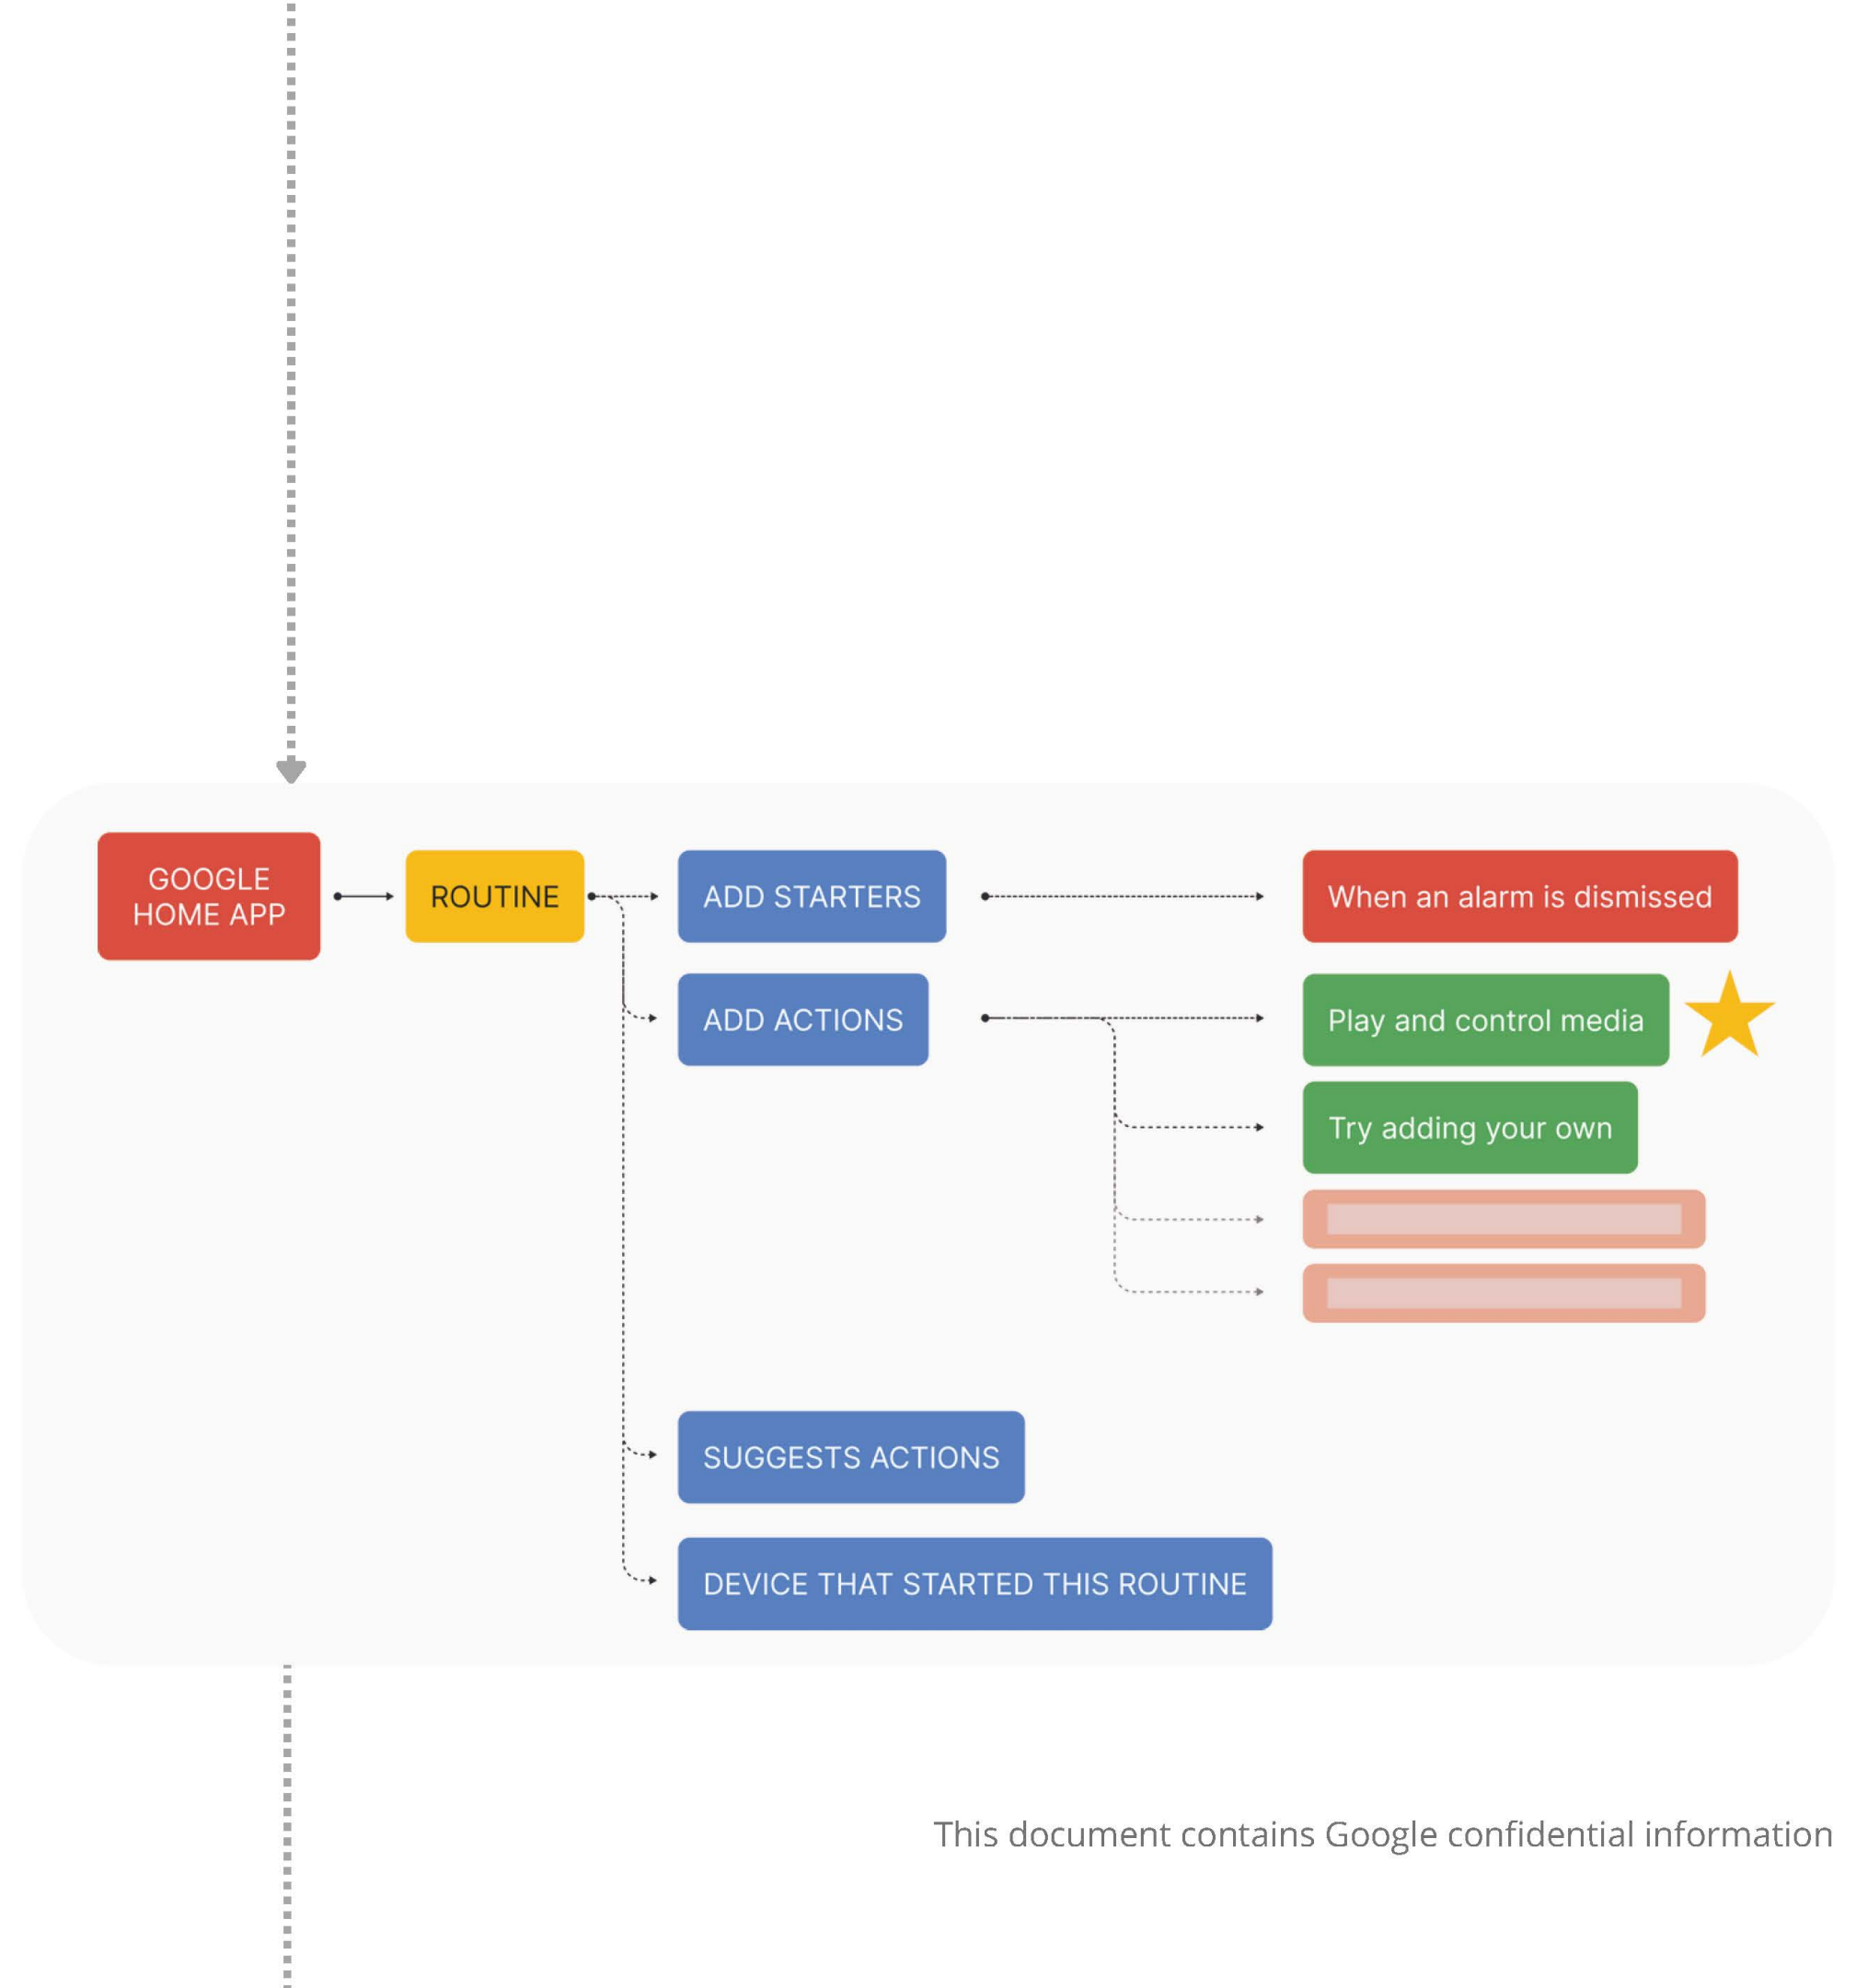 GOOGLE
HOME APP
ROUTINE
ADD STARTERS
When an alarm is dismissed
ADD ACTIONS
Play and control media
Try adding your own
SUGGESTS ACTIONS
DEVICE THAT STARTED THIS ROUTINE
This document contains Google confidential information